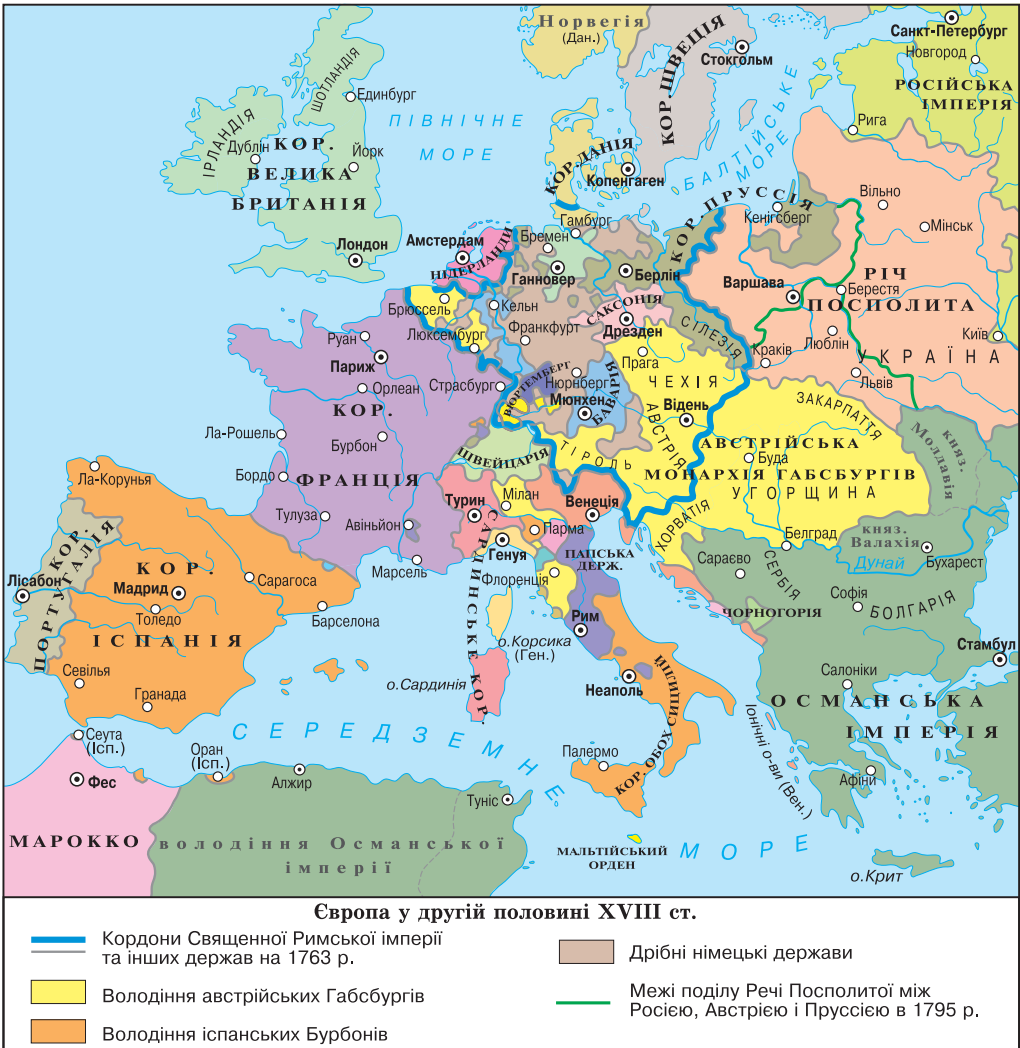 Норвегія
(Дан.)
КОР. ШВЕЦІЯ
Стокгольм
Санкт-Петербург
Новгород
РОСІЙСЬКА
ІМПЕРІЯ
Рига
ШОТЛАНДІЯ
Единбург
ІРЛАНДІЯ
Дублін
КОР.
ВЕЛИКА
БРИТАНІЯ
Йорк
Лондон
ПІВНІЧНЕ
МОРЕ
БАЛТІЙСЬКЕ
МОРЕ
КОР. ДАНІЯ
Копенгаген
КОР. ПРУССІЯ
Кенігсберг
Вільно
Мінськ
Гамбург
Бремен
Амстердам
НІДЕРЛАНДИ
Ганновер
Берлін
Варшава
РІЧ
ПОСПОЛИТА
Берестя
Брюссель
Кельн
САКСОНІЯ
Дрезден
СІЛЕЗІЯ
Люблін
Київ
УКРАЇНА
Руан
Люксембург
Франкфурт
Прага
Краків
Львів
Париж
Орлеан
Страсбург
ВЮРТЕМБЕРГ
Нюрнберг
БАВАРІЯ
Мюнхен
ЧЕХІЯ
АВСТРІЯ
Відень
ЗАКАРПАТТЯ
КОР.
ФРАНЦІЯ
Бурбон
Ла-Рошель
Бордо
Тулуза
Авіньйон
Марсель
ШВЕЙЦАРІЯ
ТІРОЛЬ
АВСТРІЙСЬКА
МОНАРХІЯ ГАБСБУРГІВ
Буда
УГОРЩИНА
княз.
Молдавія
Ла-Корунья
Турин
Мілан
Венеція
Парма
Генуя
ХОРВАТІЯ
Белград
княз.
Валахія
Дунай
Бухарест
КОР.
ПОРТУГАЛІЯ
Лісабон
КОР.
Мадрид
Толедо
ІСПАНІЯ
Сарагоса
Барселона
Севілья
Гранада
САРДИНСЬКЕ КОР.
Флоренція
ПАПСЬКА
ДЕРЖ.
Рим
о.Корсика
(Ген.)
о.Сардинія
Сараєво
СЕРБІЯ
ЧОРНОГОРІЯ
Софія
БОЛГАРІЯ
Стамбул
Неаполь
КОР. ОБОХ СИЦИЛІЙ
Палермо
Салоніки
ОСМАНСЬКА
ІМПЕРІЯ
Іонічні о-ви (Вен.)
Афіни
о.Крит
СЕРЕДЗЕМНЕ
МОРЕ
Сеута
(Ісп.)
Оран
(Ісп.)
Алжир
Туніс
Фес
МАРОККО
володіння Османської
імперії
МАЛЬТІЙСЬКИЙ
ОРДЕН
Європа у другій половині XVIII ст.
Кордони Священної Римської імперії
та інших держав на 1763 р.
Володіння австрійських Габсбургів
Володіння іспанських Бурбонів
Дрібні німецькі держави
Межі поділу Речі Посполитої між
Росією, Австрією і Пруссією в 1795 р.